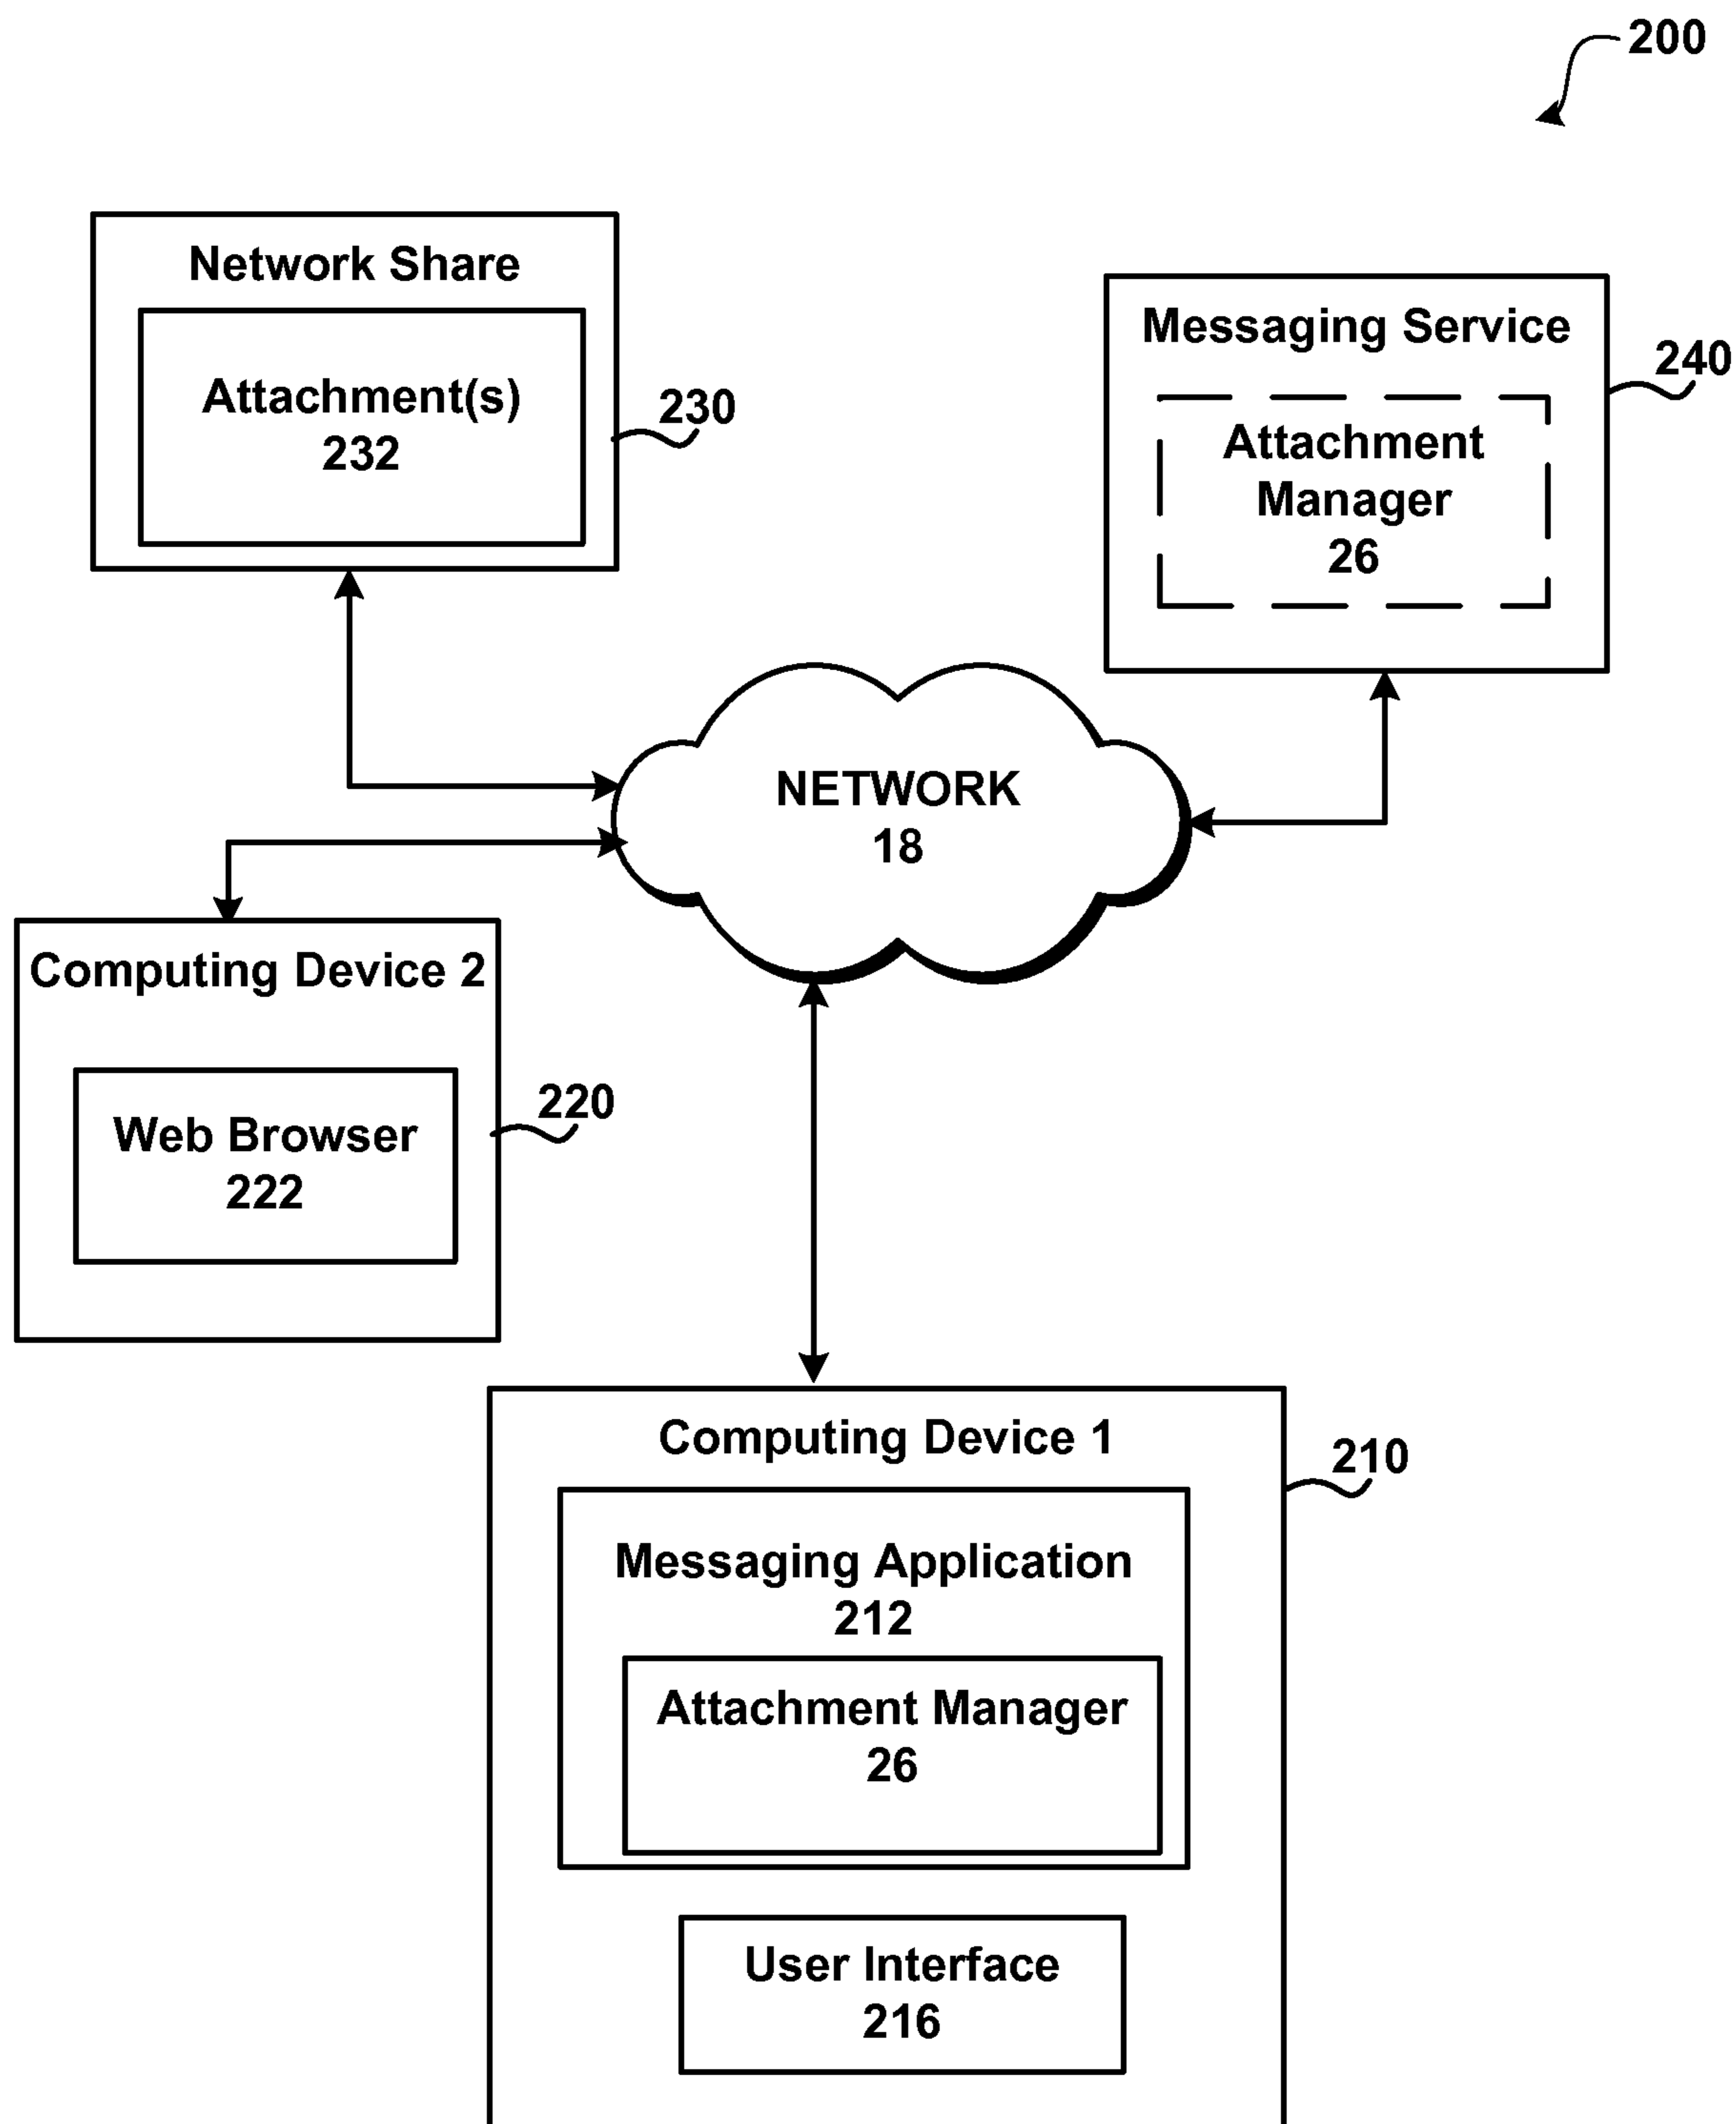 200
Network Share
Attachment(s)
232
230
Messaging Service
240
Attachment
Manager
26
NETWORK
18
Computing Device 2
Web Browser
222
220
Computing Device 1
210
Messaging Application
212
Attachment Manager
26
User Interface
216